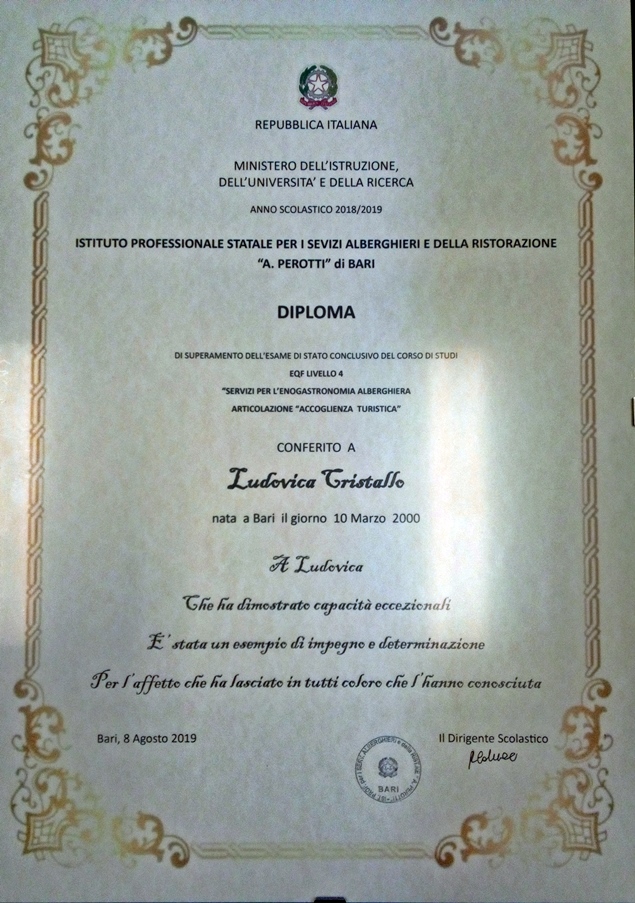 REPUBBLICA ITALIANA
MINISTERO DELL'ISTRUZIONE,
DELL'UNIVERSITA' E DELLA RICERCA
ANNO SCOLASTICO 2018/2019
ISTITUTO PROFESSIONALE STATALE PER I SEVIZI ALBERGHIERI E DELLA RISTORAZIONE
"A. PEROTTI" di BARI
DIPLOMA
DI SUPERAMENTO DELL'ESAME DI STATO CONCLUSIVO DEL CORSO DI STUDI
EQF LIVELLO 4
"SERVIZI PER L'ENOGASTRONOMIA ALBERGHIERA
ARTICOLAZIONE "ACCOGLIENZA TURISTICA"
CONFERITO A
Ludovica Cristallo
nata a Bari il giorno 10 Marzo 2000
A Ludovica
Che ha dimostrato capacità eccezionali
E' stata un esempio di impegno e determinazione
Per l'affetto che ha lasciato in tutti coloro che l'hanno conosciuta
Bari, 8 Agosto 2019
Il Dirigente Scolastico
BARI